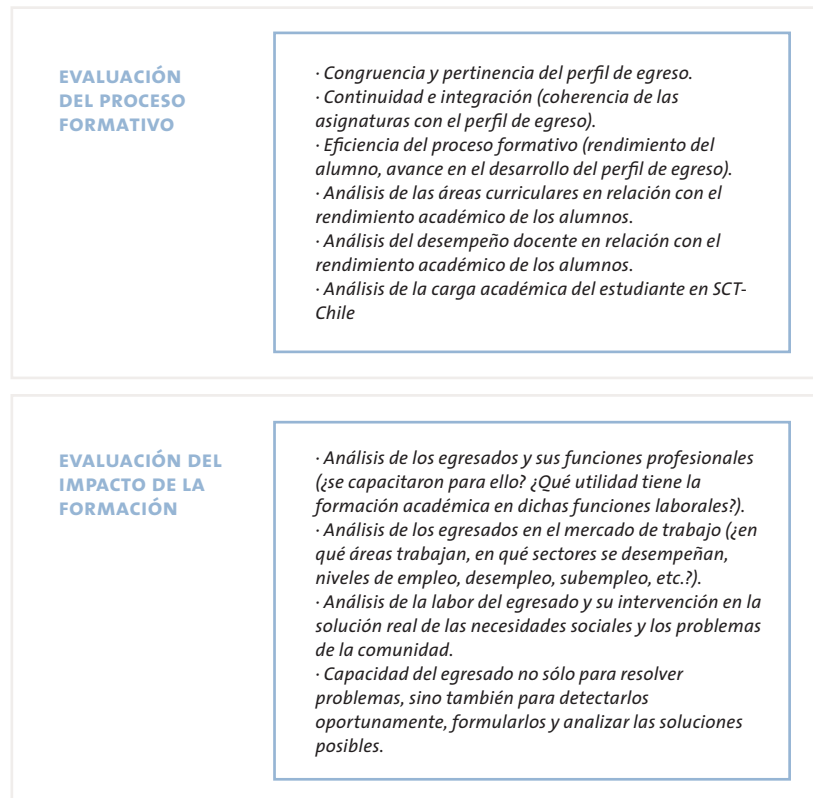 EVALUACIÓN
DEL PROCESO
FORMATIVO
· Congruencia y pertinencia del perfil de egreso.
· Continuidad e integración (coherencia de las
asignaturas con el perfil de egreso).
· Eficiencia del proceso formativo (rendimiento del
alumno, avance en el desarrollo del perfil de egreso).
· Análisis de las áreas curriculares en relación con el
rendimiento académico de los alumnos.
· Análisis del desempeño docente en relación con el
rendimiento académico de los alumnos.
· Análisis de la carga académica del estudiante en SCT-
Chile
EVALUACIÓN DEL
IMPACTO DE LA
FORMACIÓN
· Análisis de los egresados y sus funciones profesionales
(¿se capacitaron para ello? ¿Qué utilidad tiene la
formación académica en dichas funciones laborales?).
· Análisis de los egresados en el mercado de trabajo (¿en
qué áreas trabajan, en qué sectores se desempeñan,
niveles de empleo, desempleo, subempleo, etc.?).
· Análisis de la labor del egresado y su intervención en la
solución real de las necesidades sociales y los problemas
de la comunidad.
· Capacidad del egresado no sólo para resolver
problemas, sino también para detectarlos
oportunamente, formularlos y analizar las soluciones
posibles.